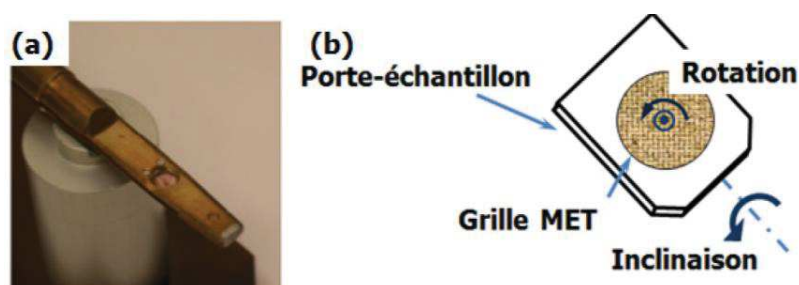 (a)
(b)
Porte-échantillon
Rotation
Grille MET
Inclinaison